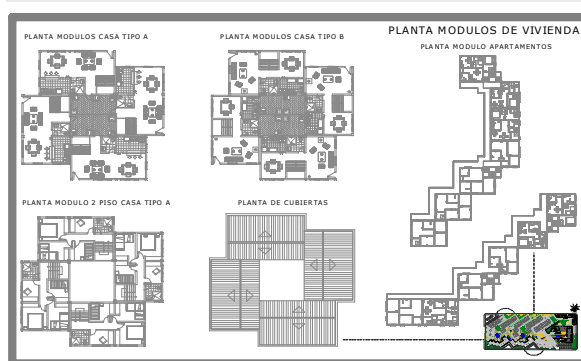 PLANTA MODULOS DE VIVIENDA
PLANTA MODULOS CASA TIPO A
PLANTA MODULOS CASA TIPO B
PLANTA MODULO APARTAMENTOS
PLANTA MODULO 2 PISO CASA TIPO A
PLANTA DE CUBIERTAS